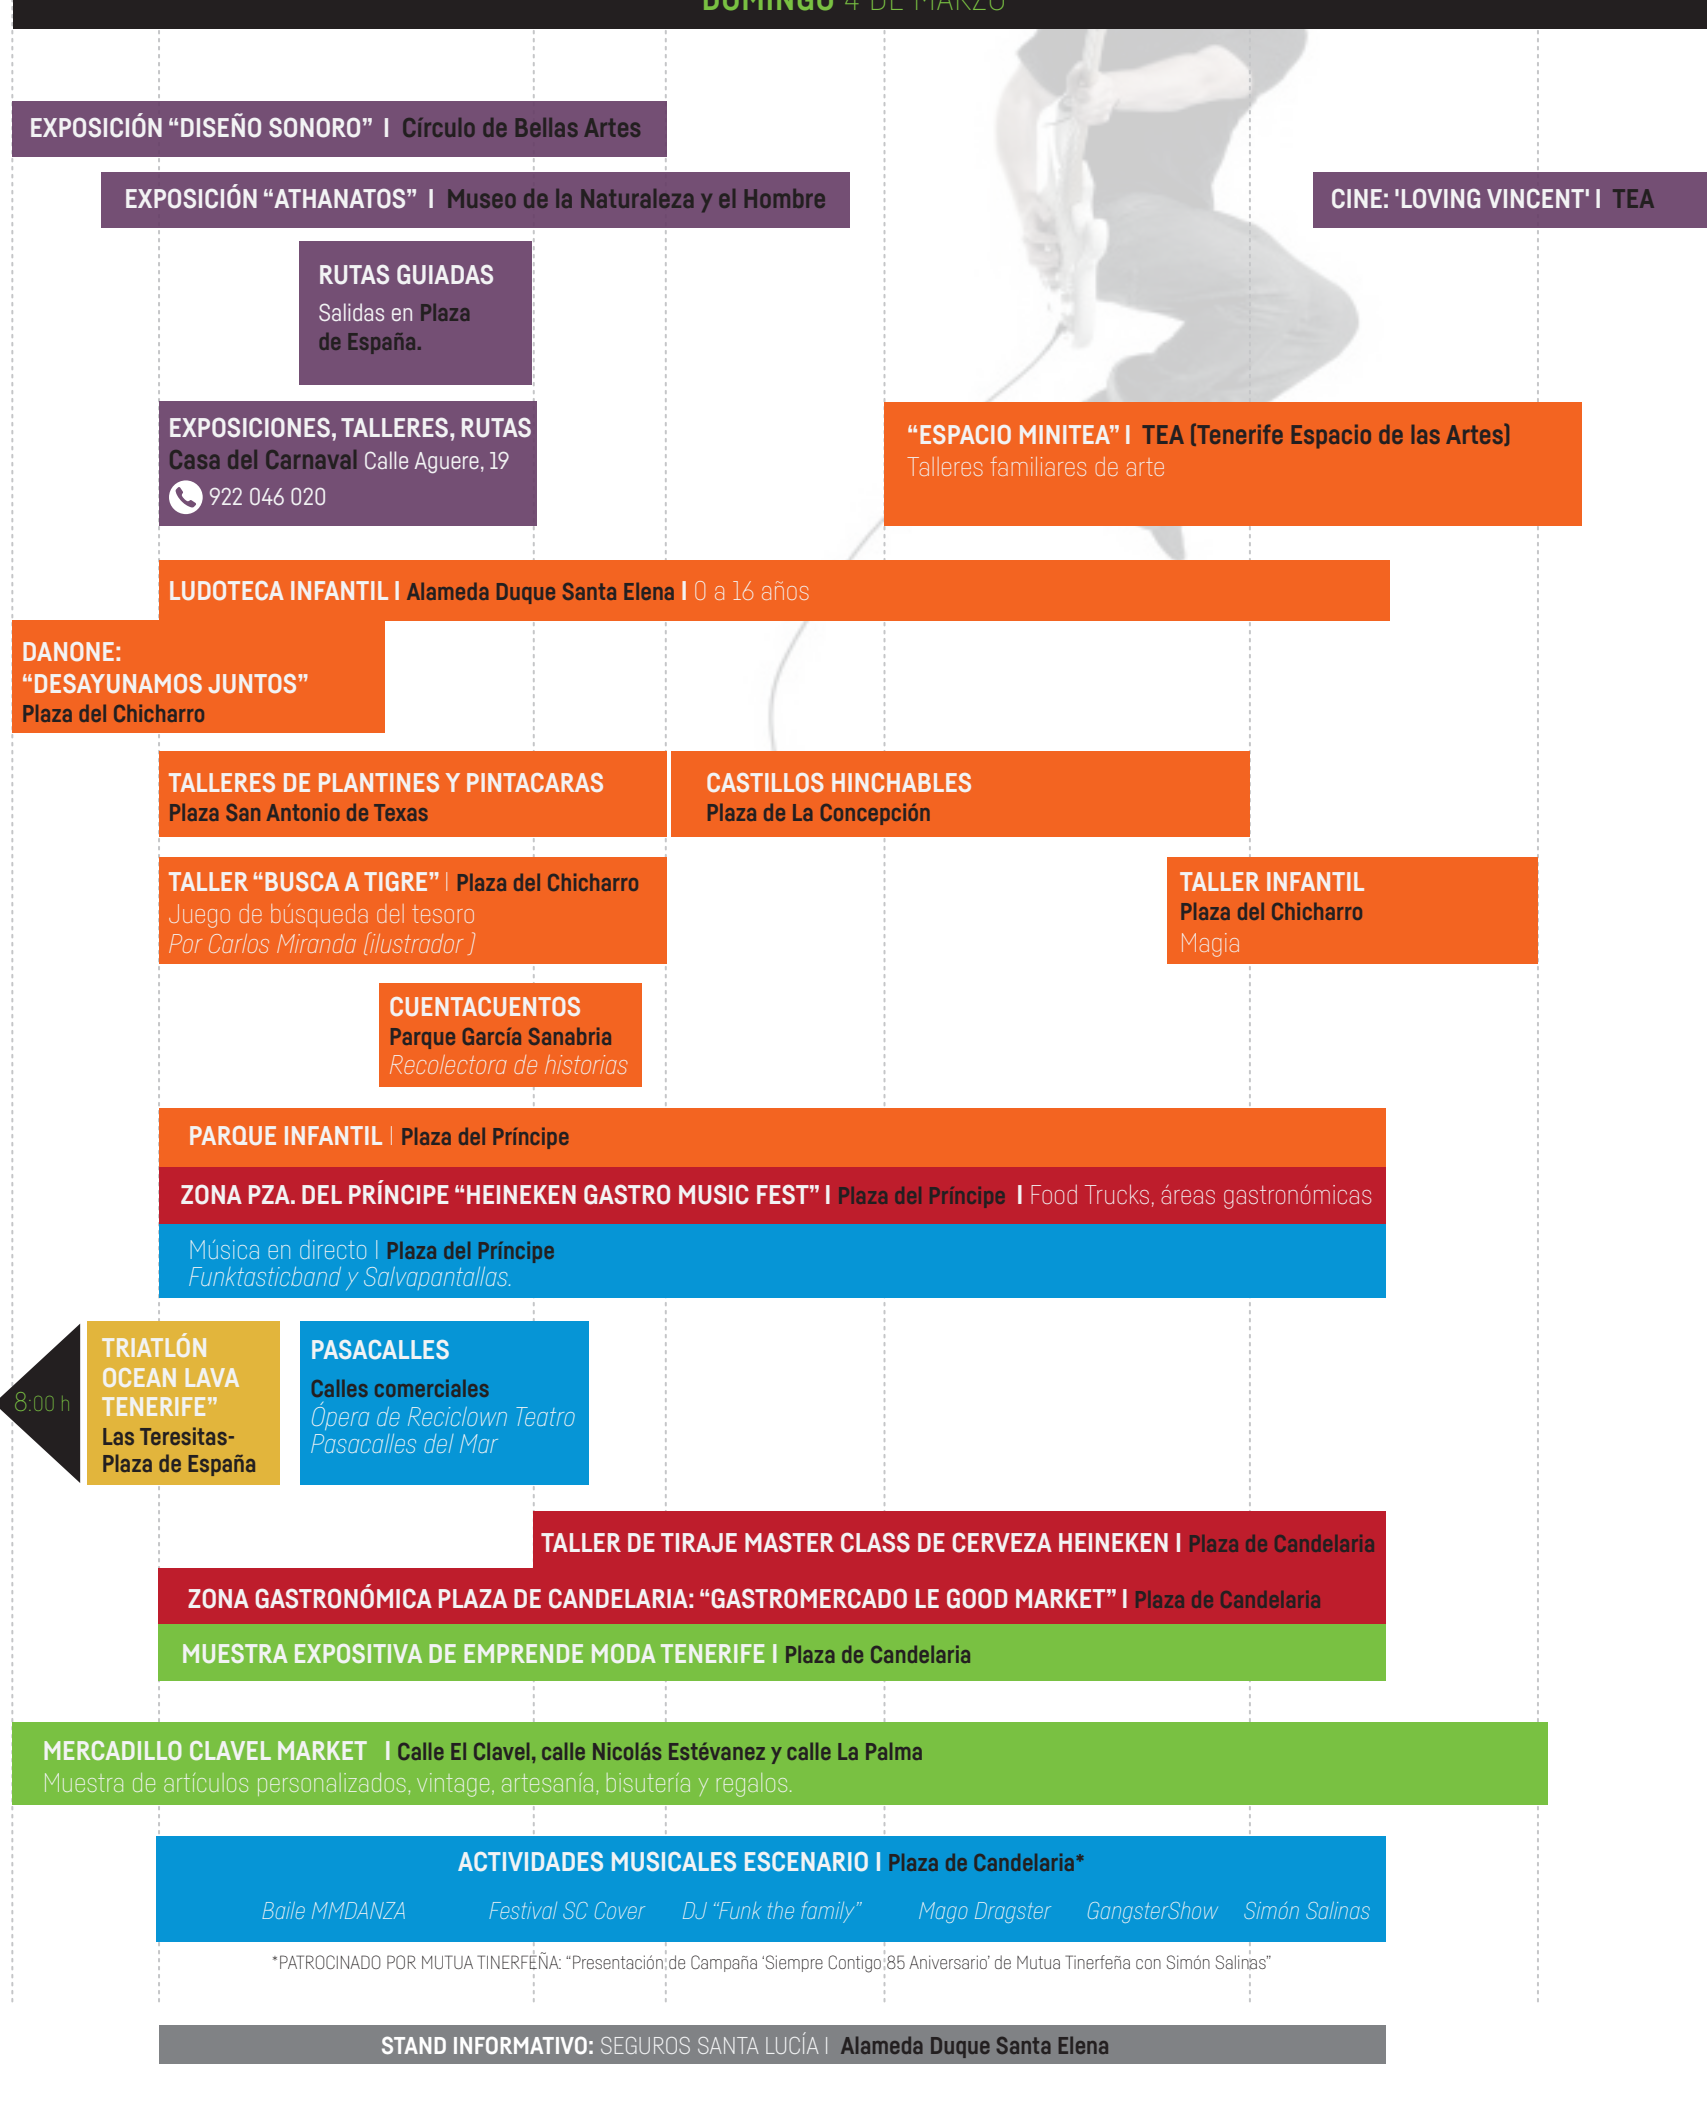 DOMINGO 4 DE MARZO
EXPOSICIÓN “DISEÑO SONORO” I Círculo de Bellas Artes
EXPOSICIÓN “ATHANATOS” I Museo de la Naturaleza y el Hombre
CINE: 'LOVING VINCENT' I TEA
RUTAS GUIADAS
Salidas en Plaza
de España.
EXPOSICIONES, TALLERES, RUTAS
Casa del Carnaval Calle Aguere, 19
922 046 020
“ESPACIO MINITEA” I TEA (Tenerife Espacio de las Artes)
Talleres familiares de arte
LUDOTECA INFANTIL I Alameda Duque Santa Elena I 0 a 16 años
DANONE:
“DESAYUNAMOS JUNTOS”
Plaza del Chicharro
TALLERES DE PLANTINES Y PINTACARAS
Plaza San Antonio de Texas
CASTILLOS HINCHABLES
Plaza de La Concepción
TALLER “BUSCA A TIGRE” | Plaza del Chicharro
Juego de búsqueda del tesoro
Por Carlos Miranda (ilustrador )
TALLER INFANTIL
Plaza del Chicharro
Magia
CUENTACUENTOS
Parque García Sanabria
Recolectora de historias
PARQUE INFANTIL | Plaza del Príncipe
ZONA PZA. DEL PRÍNCIPE “HEINEKEN GASTRO MUSIC FEST” I Plaza del Príncipe I Food Trucks, áreas gastronómicas
Música en directo | Plaza del Príncipe
Funktasticband y Salvapantallas.
8:00 h
TRIATLÓN
OCEAN LAVA
TENERIFE”
Las Teresitas-
Plaza de España
PASACALLES
Calles comerciales
Ópera de Reciclown Teatro
Pasacalles del Mar
TALLER DE TIRAJE MASTER CLASS DE CERVEZA HEINEKEN I Plaza de Candelaria
ZONA GASTRONÓMICA PLAZA DE CANDELARIA: “GASTROMERCADO LE GOOD MARKET” I Plaza de Candelaria
MUESTRA EXPOSITIVA DE EMPRENDE MODA TENERIFE I Plaza de Candelaria
MERCADILLO CLAVEL MARKET I Calle El Clavel, calle Nicolás Estévanez y calle La Palma
Muestra de artículos personalizados, vintage, artesanía, bisutería y regalos.
ACTIVIDADES MUSICALES ESCENARIO I Plaza de Candelaria*
Baile MMDANZA Festival SC Cover DJ “Funk the family” Mago Dragster GangsterShow Simón Salinas
*PATROCINADO POR MUTUA TINERFEÑA: “Presentación de Campaña ‘Siempre Contigo 85 Aniversario’ de Mutua Tinerfeña con Simón Salinas”
STAND INFORMATIVO: SEGUROS SANTA LUCÍA | Alameda Duque Santa Elena